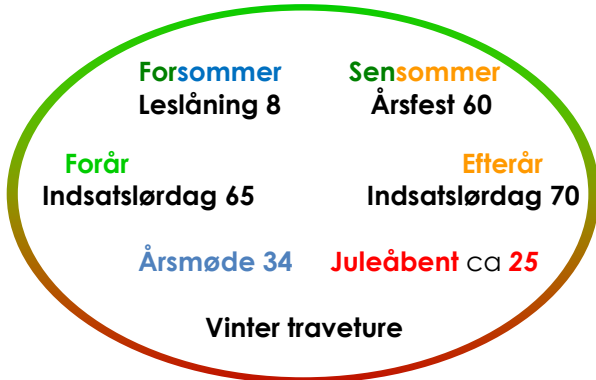 Forsommer Sensommer
Leslåning 8 Årsfest 60
Forår Efterår
Indsatslørdag 65 Indsatslørdag 70
Årsmøde 34 Juleåbent ca 25
Vinter traveture